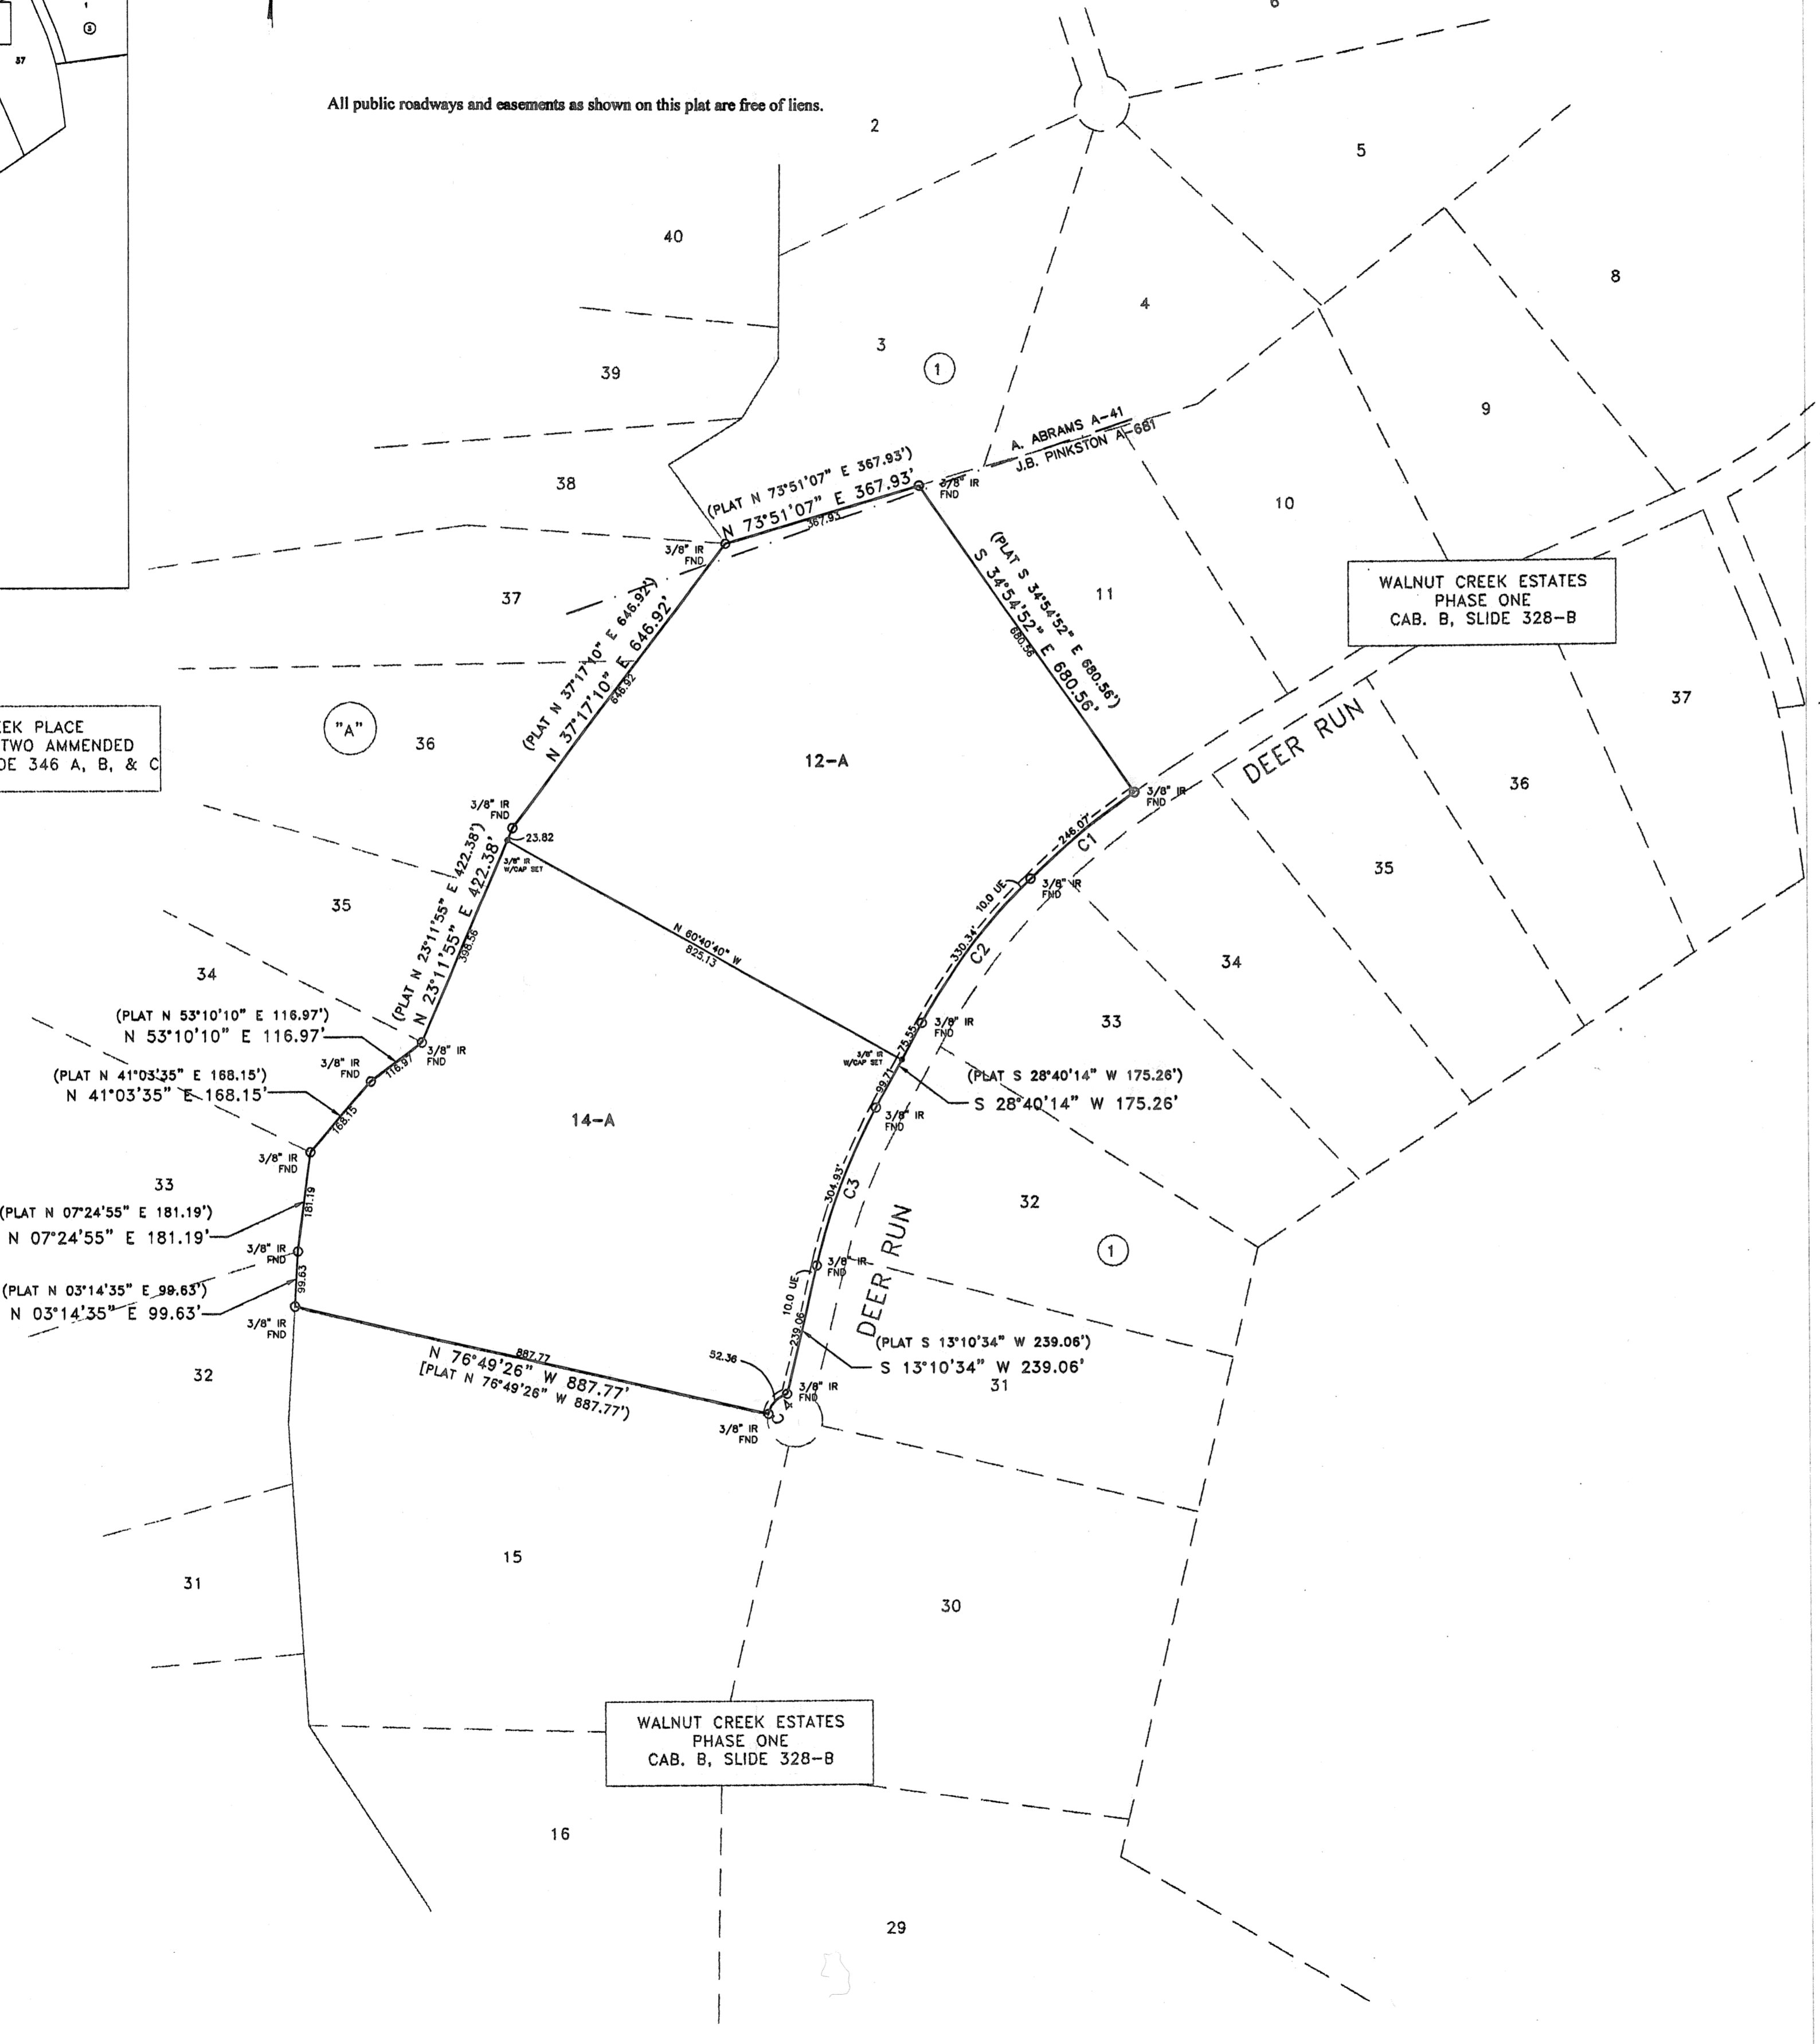 1
3
37
6
All public roadways and easements as shown on this plat are free of liens.
2
5
40
8
4
3
1
39
9
A. ABRAMS A-41
J.B. PINKSTON A-681
38
(PLAT N 73°51'07" E 367.93')
N 73°51'07" E 367.93'
367.93
3/8" IR
FND
3/8" IR
FND
10
37
(PLAT N 37°17'10" E 646.92')
N 37°17'10" E 646.92'
646.92
(PLAT S 34°54'52" E 680.56')
S 34°54'52" E 680.56'
680.56
11
WALNUT CREEK ESTATES
PHASE ONE
CAB. B, SLIDE 328-B
37
EEK PLACE
TWO AMMENDED
DE 346 A, B, & C
"A"
36
12-A
DEER RUN
36
3/8" IR
FND
3/8" IR
FND
23.82
3/8" IR
W/CAP SET
246.07'
C1
35
35
(PLAT N 23°11'55" E 422.38')
N 23°11'55" E 422.38'
398.56
10.0 UE
3/8" IR
FND
N 60°40'40" W
825.13
330.34'
C2
34
34
(PLAT N 53°10'10" E 116.97')
N 53°10'10" E 116.97'
116.97
3/8" IR
FND
3/8" IR
FND
3/8" IR
FND
33
75.55
3/8" IR
W/CAP SET
(PLAT N 41°03'35" E 168.15')
N 41°03'35" E 168.15'
168.15
(PLAT S 28°40'14" W 175.26')
S 28°40'14" W 175.26'
99.71
3/8" IR
FND
14-A
3/8" IR
FND
33
304.93'
C3
32
(PLAT N 07°24'55" E 181.19')
N 07°24'55" E 181.19'
181.19
3/8" IR
FND
DEER RUN
1
3/8" IR
FND
(PLAT N 03°14'35" E 99.63')
N 03°14'35" E 99.63'
99.63
3/8" IR
FND
10.0 UE
239.06
(PLAT S 13°10'34" W 239.06')
S 13°10'34" W 239.06'
31
887.77
N 76°49'26" W 887.77'
[PLAT N 76°49'26" W 887.77')
52.36
3/8" IR
FND
C4
3/8" IR
FND
32
15
31
30
WALNUT CREEK ESTATES
PHASE ONE
CAB. B, SLIDE 328-B
16
29